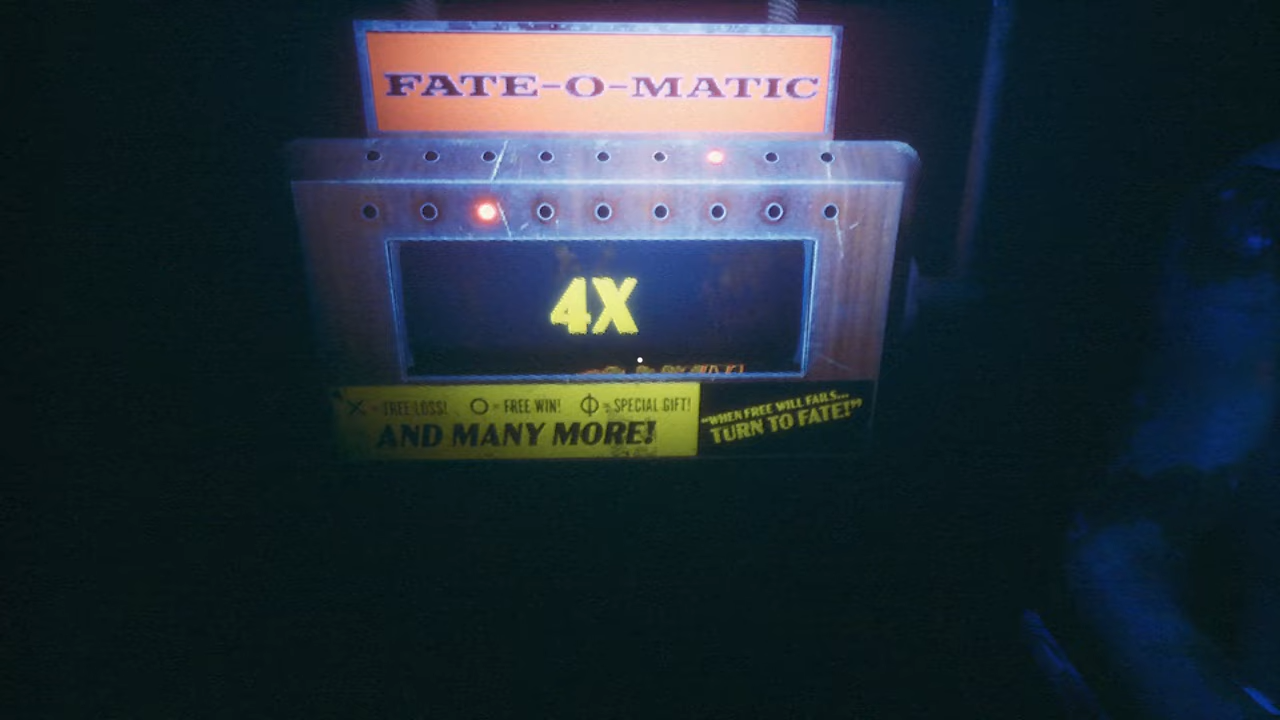 FATE-O-MATIC
4X
X = FREE LOSS! O = FREE WIN! ⏀ = SPECIAL GIFT!
AND MANY MORE!
"WHEN FREE WILL FAILS...
TURN TO FATE!"